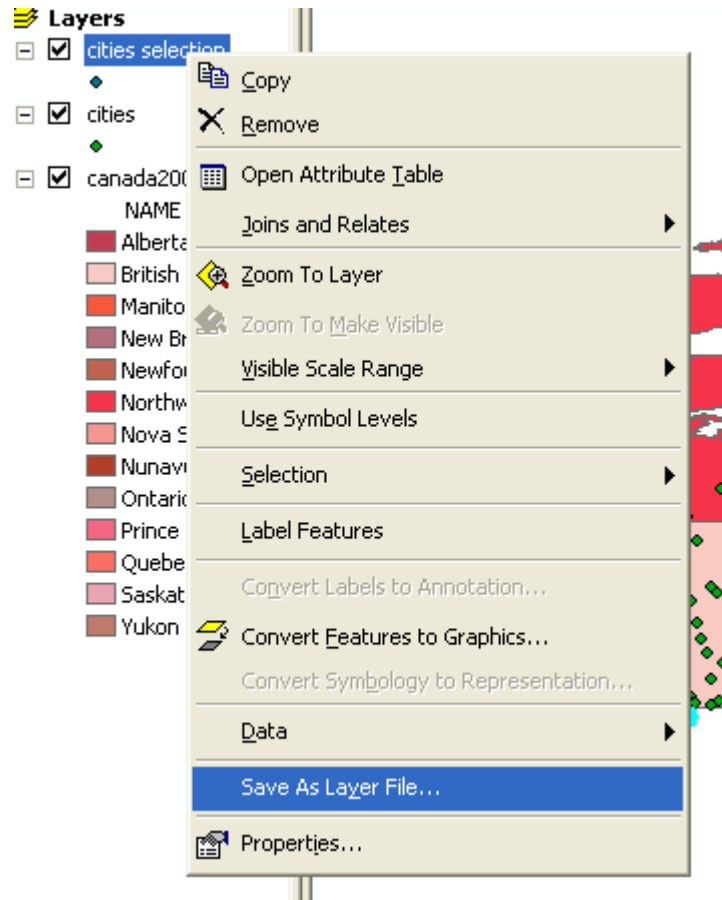 Layers
cities selection
cities
canada200
NAME
Alberta
British
Manito
New Br
Newfou
Northw
Nova S
Nunavu
Ontario
Prince
Quebe
Saskat
Yukon
Copy
Remove
Open Attribute Table
Joins and Relates
Zoom To Layer
Zoom To Make Visible
Visible Scale Range
Use Symbol Levels
Selection
Label Features
Convert Labels to Annotation...
Convert Features to Graphics...
Convert Symbology to Representation...
Data
Save As Layer File...
Properties...